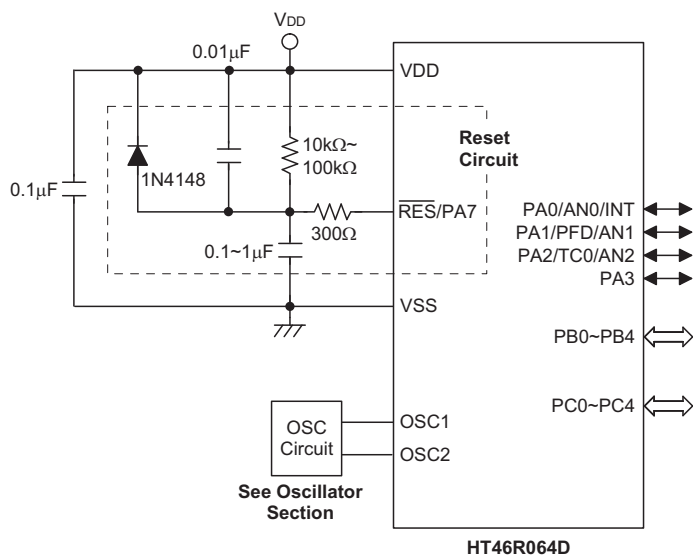 VDD
0.01μF
VDD
Reset
Circuit
10kΩ~
100kΩ
1N4148
0.1μF
RES/PA7
300Ω
0.1~1μF
VSS
PA0/AN0/INT
PA1/PFD/AN1
PA2/TC0/AN2
PA3
PB0~PB4
PC0~PC4
OSC
Circuit
OSC1
OSC2
See Oscillator
Section
HT46R064D